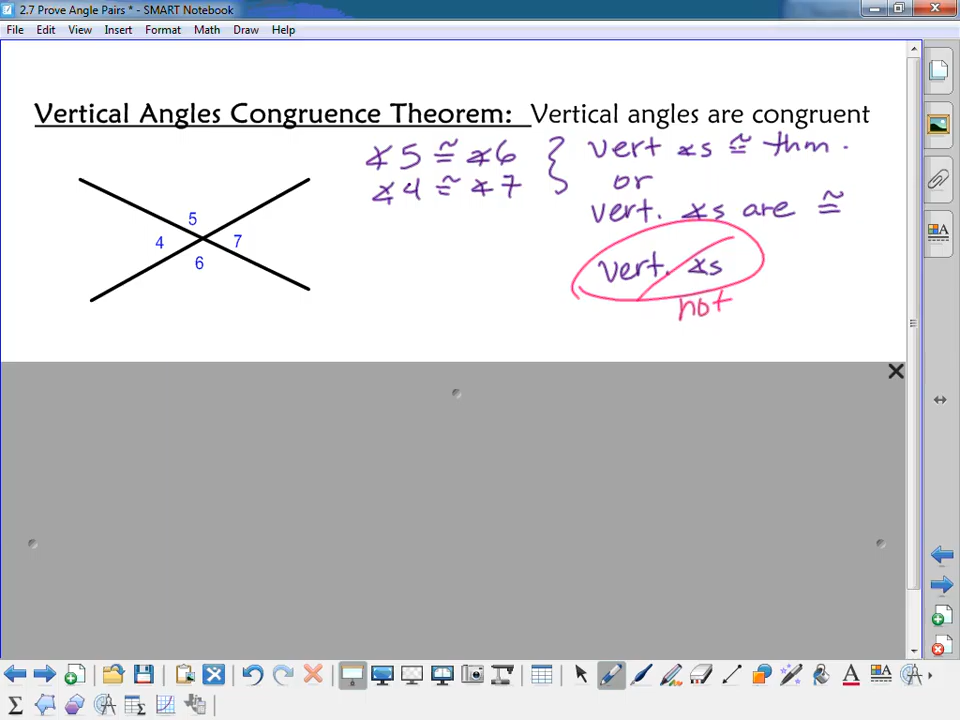 2.7 Prove Angle Pairs * - SMART Notebook
File Edit View Insert Format Math Draw Help
Vertical Angles Congruence Theorem: Vertical angles are congruent
∡5 ≅ ∡6 } vert ∡s ≅ thm.
∡4 ≅ ∡7
or
vert. ∡s are ≅
vert. ∡s
not
5
4 7
6